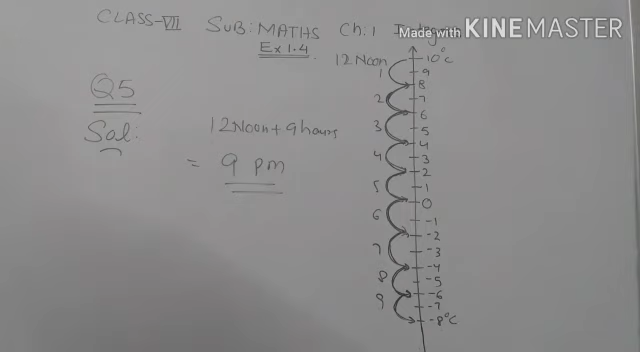 CLASS-VII SUB: MATHS Ch:1 Integers
Made with KINEMASTER
Ex 1.4
12 Noon
10°C
1
9
8
2
7
6
3
5
4
4
3
2
5
1
0
6
-1
-2
7
-3
-4
8
-5
-6
9
-7
-8°C
Q5
Sol:
12 Noon + 9 hours
= 9 pm